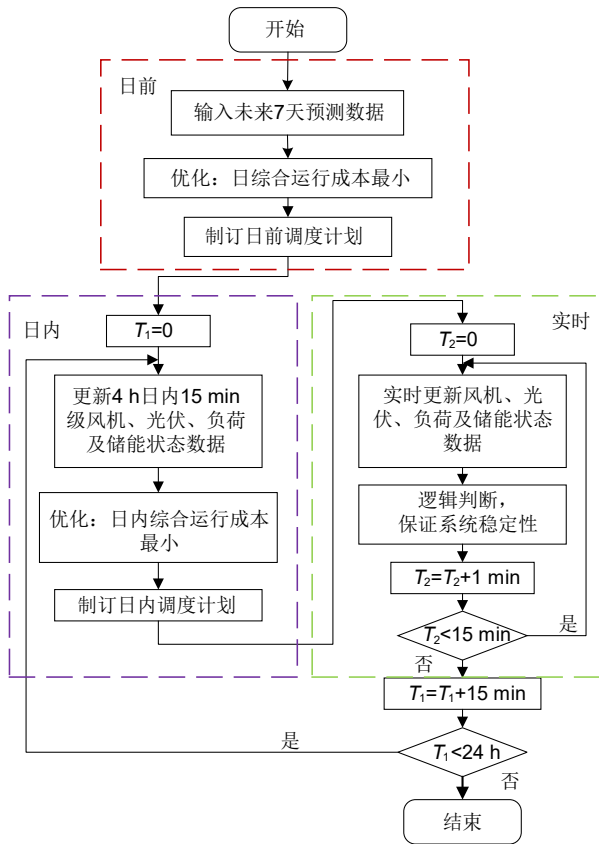 开始
日前
输入未来7天预测数据
优化：日综合运行成本最小
制订日前调度计划
日内
T₁=0
更新4 h日内15 min
级风机、光伏、负荷
及储能状态数据
优化：日内综合运行成本
最小
制订日内调度计划
实时
T₂=0
实时更新风机、光
伏、负荷及储能状态
数据
逻辑判断，
保证系统稳定性
T₂=T₂+1 min
T₂<15 min
是
否
T₁=T₁+15 min
T₁<24 h
是
否
结束